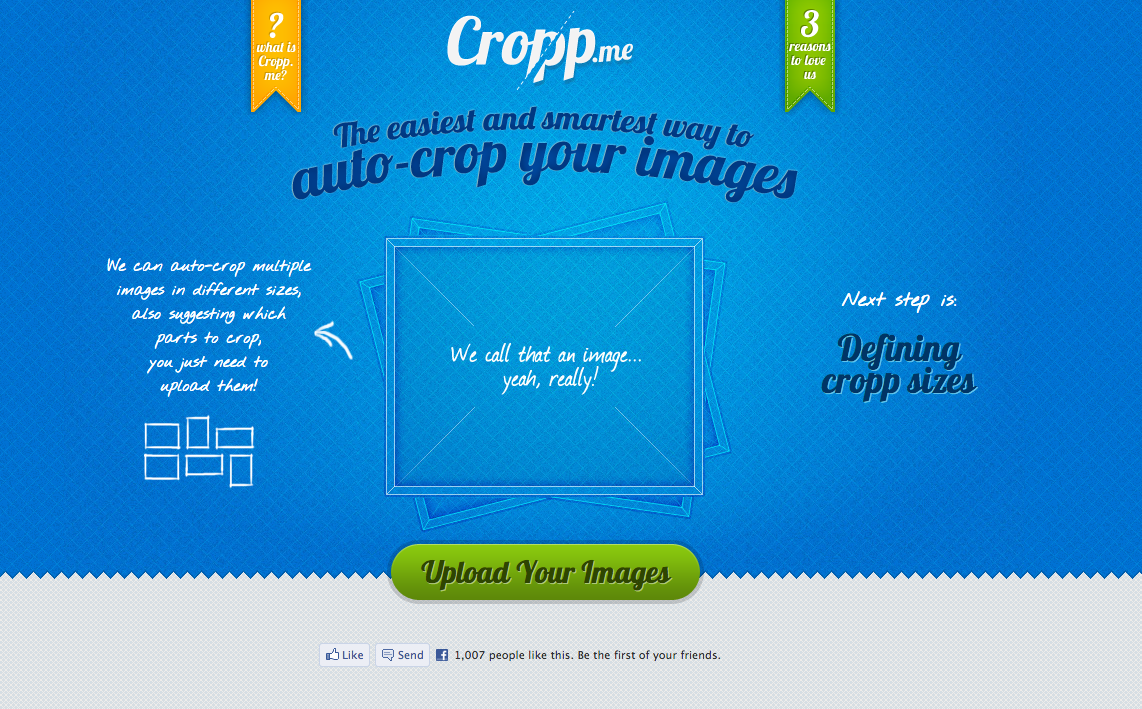 ?
what is
Cropp.
me?
Cropp.me
3
reasons
to love
us
The easiest and smartest way to
auto-crop your images
We can auto-crop multiple
images in different sizes,
also suggesting which
parts to crop,
you just need to
upload them!
We call that an image...
yeah, really!
Next step is:
Defining
cropp sizes
Upload Your Images
Like
Send
1,007 people like this. Be the first of your friends.